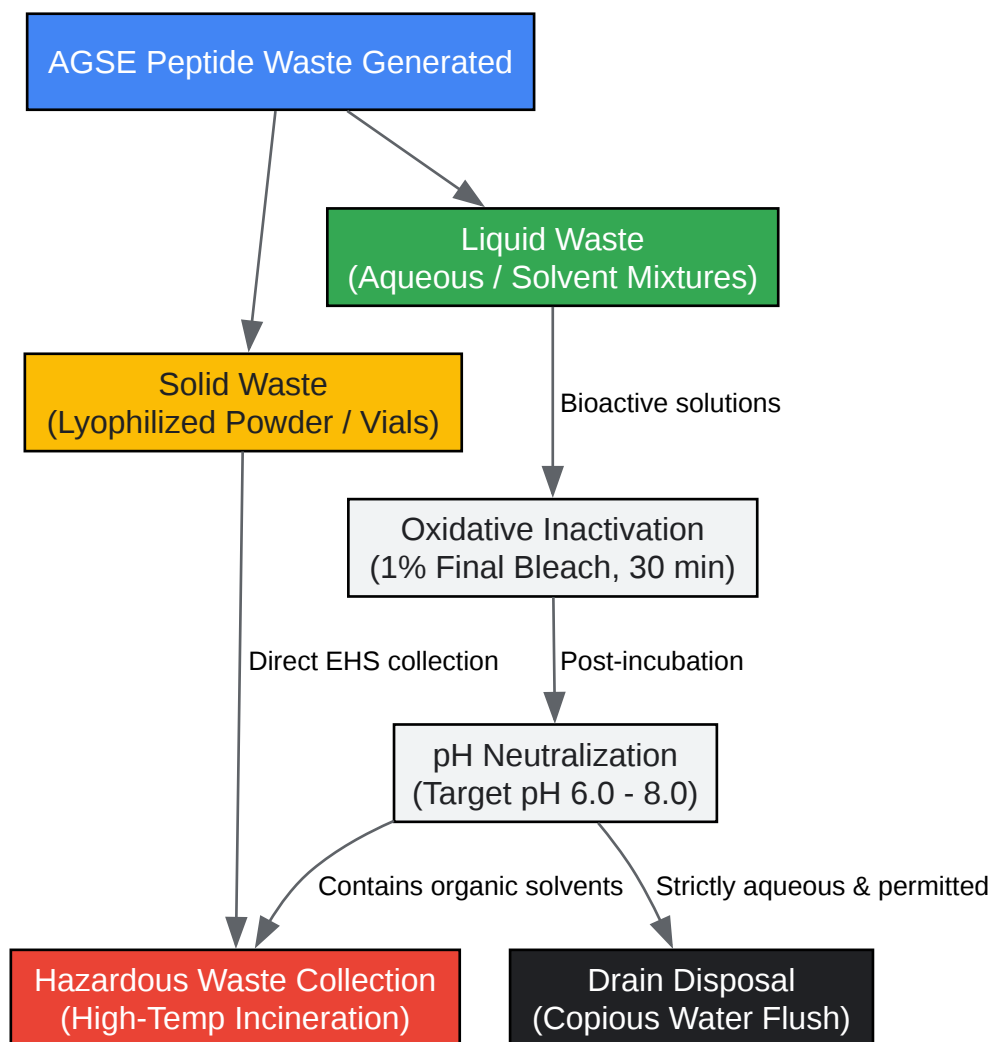 AGSE Peptide Waste Generated
Liquid Waste
(Aqueous / Solvent Mixtures)
Solid Waste
(Lyophilized Powder / Vials)
Bioactive solutions
Oxidative Inactivation
(1% Final Bleach, 30 min)
Direct EHS collection
Post-incubation
pH Neutralization
(Target pH 6.0 - 8.0)
Contains organic solvents
Strictly aqueous & permitted
Hazardous Waste Collection
(High-Temp Incineration)
Drain Disposal
(Copious Water Flush)